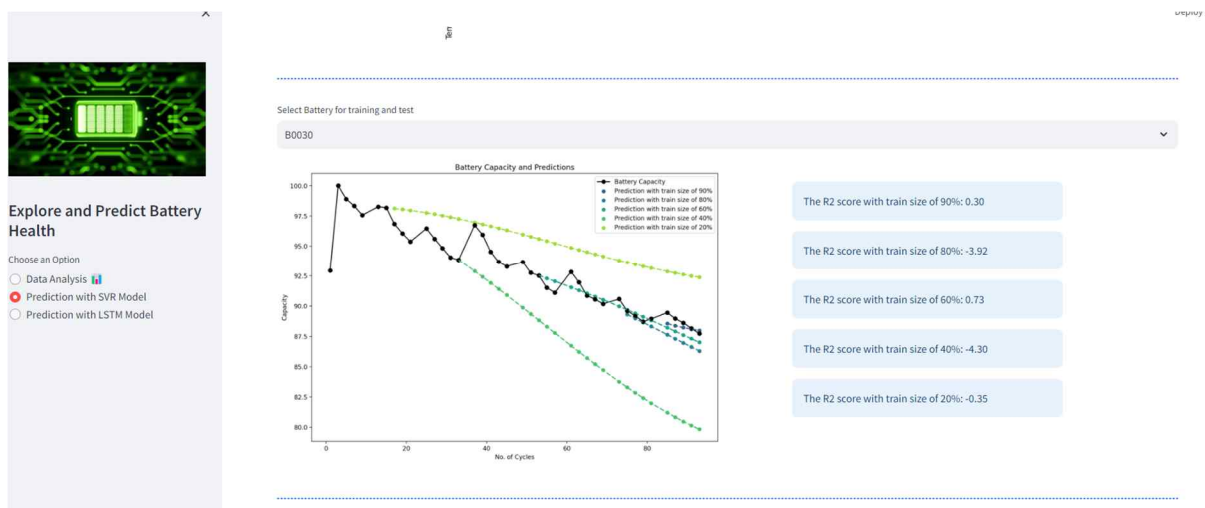 Deploy
Explore and Predict Battery
Health
Choose an Option
Data Analysis
Prediction with SVR Model
Prediction with LSTM Model
Select Battery for training and test
B0030
Battery Capacity and Predictions
Battery Capacity
Prediction with train size of 90%
Prediction with train size of 80%
Prediction with train size of 60%
Prediction with train size of 40%
Prediction with train size of 20%
Capacity
100.0
97.5
95.0
92.5
90.0
87.5
85.0
82.5
80.0
0 20 40 60 80
No. of Cycles
The R2 score with train size of 90%: 0.30
The R2 score with train size of 80%: -3.92
The R2 score with train size of 60%: 0.73
The R2 score with train size of 40%: -4.30
The R2 score with train size of 20%: -0.35